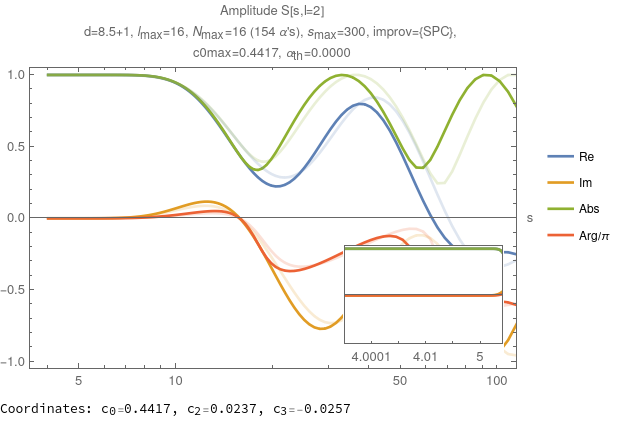 Amplitude S[s,l=2]
d=8.5+1, lmax=16, Nmax=16 (154 α's), smax=300, improv={SPC},
c0max=0.4417, αth=0.0000
1.0
0.5
0.0
−0.5
−1.0
s
Re
Im
Abs
Arg/π
4.0001 4.01 5
5 10 50 100
Coordinates: c0=0.4417, c2=0.0237, c3=-0.0257